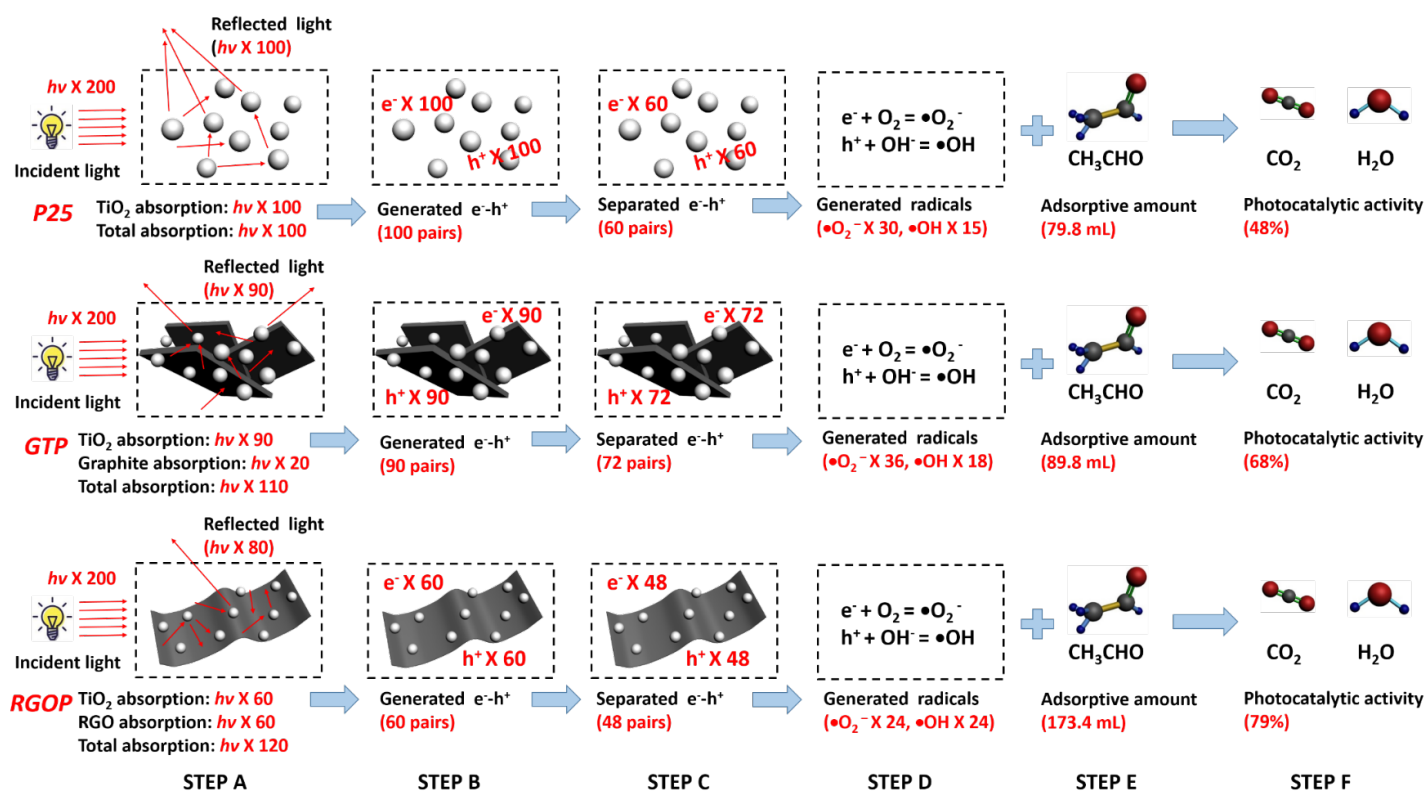 Reflected light
(hv X 100)
hv X 200
Incident light
e⁻ X 100
h⁺ X 100
e⁻ X 60
h⁺ X 60
e⁻ + O₂ = •O₂⁻
h⁺ + OH⁻ = •OH
CH₃CHO
CO₂
H₂O
P25
TiO₂ absorption: hv X 100
Total absorption: hv X 100
Generated e⁻-h⁺
(100 pairs)
Separated e⁻-h⁺
(60 pairs)
Generated radicals
(•O₂⁻ X 30, •OH X 15)
Adsorptive amount
(79.8 mL)
Photocatalytic activity
(48%)
Reflected light
(hv X 90)
hv X 200
Incident light
e⁻ X 90
h⁺ X 90
e⁻ X 72
h⁺ X 72
e⁻ + O₂ = •O₂⁻
h⁺ + OH⁻ = •OH
CH₃CHO
CO₂
H₂O
GTP
TiO₂ absorption: hv X 90
Graphite absorption: hv X 20
Total absorption: hv X 110
Generated e⁻-h⁺
(90 pairs)
Separated e⁻-h⁺
(72 pairs)
Generated radicals
(•O₂⁻ X 36, •OH X 18)
Adsorptive amount
(89.8 mL)
Photocatalytic activity
(68%)
Reflected light
(hv X 80)
hv X 200
Incident light
e⁻ X 60
h⁺ X 60
e⁻ X 48
h⁺ X 48
e⁻ + O₂ = •O₂⁻
h⁺ + OH⁻ = •OH
CH₃CHO
CO₂
H₂O
RGOP
TiO₂ absorption: hv X 60
RGO absorption: hv X 60
Total absorption: hv X 120
Generated e⁻-h⁺
(60 pairs)
Separated e⁻-h⁺
(48 pairs)
Generated radicals
(•O₂⁻ X 24, •OH X 24)
Adsorptive amount
(173.4 mL)
Photocatalytic activity
(79%)
STEP A
STEP B
STEP C
STEP D
STEP E
STEP F